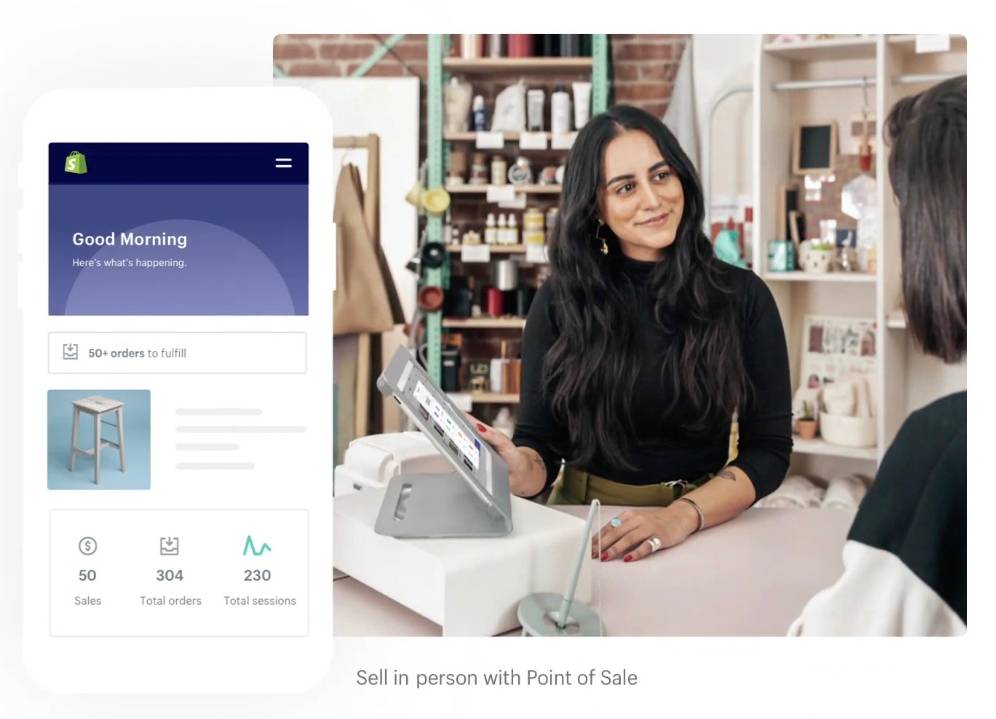 Good Morning
Here's what's happening.
50+ orders to fulfill
50
Sales
304
Total orders
230
Total sessions
Sell in person with Point of Sale